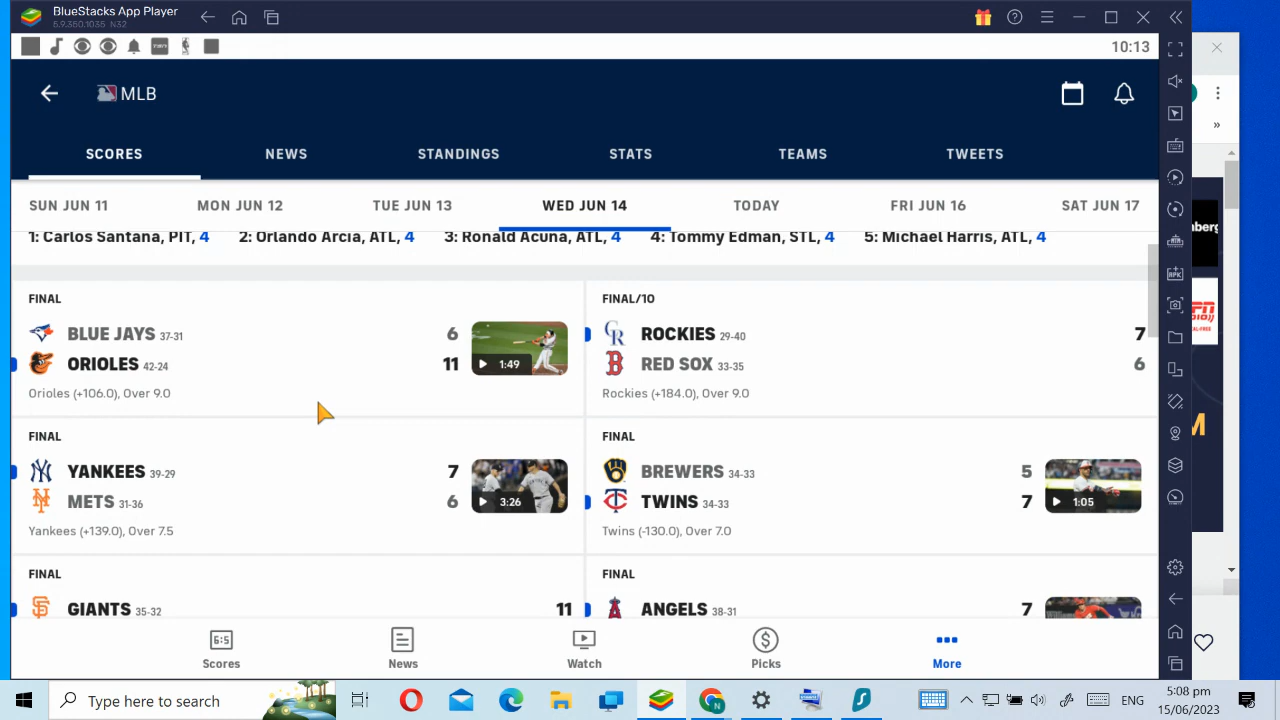 BlueStacks App Player
5.9.350.1035 N32
10:13
MLB
SCORES NEWS STANDINGS STATS TEAMS TWEETS
SUN JUN 11 MON JUN 12 TUE JUN 13 WED JUN 14 TODAY FRI JUN 16 SAT JUN 17
1: Carlos Santana, PIT, 4 2: Orlando Arcia, ATL, 4 3: Ronald Acuna, ATL, 4 4: Tommy Edman, STL, 4 5: Michael Harris, ATL, 4
FINAL
BLUE JAYS 37-31 6
ORIOLES 42-24 11
1:49
Orioles (+106.0), Over 9.0
FINAL/10
ROCKIES 29-40 7
RED SOX 33-35 6
Rockies (+184.0), Over 9.0
FINAL
YANKEES 39-29 7
METS 31-36 6
3:26
Yankees (+139.0), Over 7.5
FINAL
BREWERS 34-33 5
TWINS 34-33 7
1:05
Twins (-130.0), Over 7.0
FINAL
GIANTS 35-32 11
FINAL
ANGELS 38-31 7
6:5
Scores News Watch Picks More
Type here to search
ENG
5:08 pm
15/06/2023